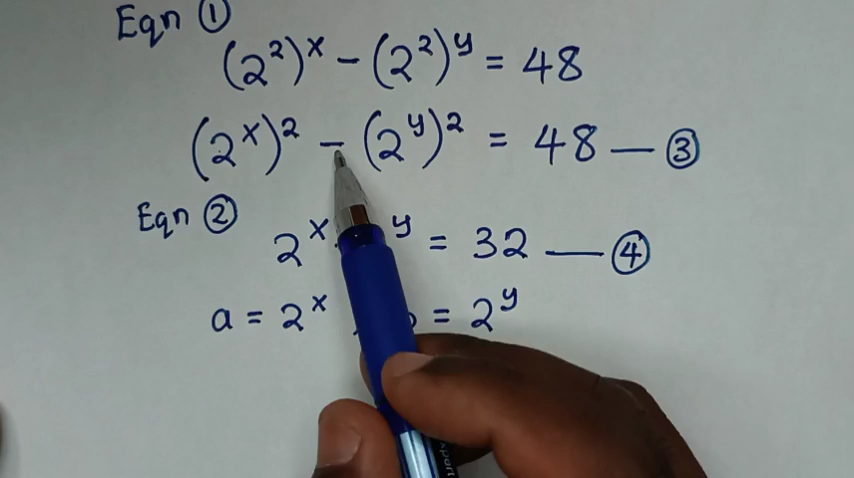 Eqn ①
(2²)ˣ - (2²)ʸ = 48
(2ˣ)² - (2ʸ)² = 48 — ③
Eqn ②
2ˣ ʸ = 32 — ④
a = 2ˣ = 2ʸ